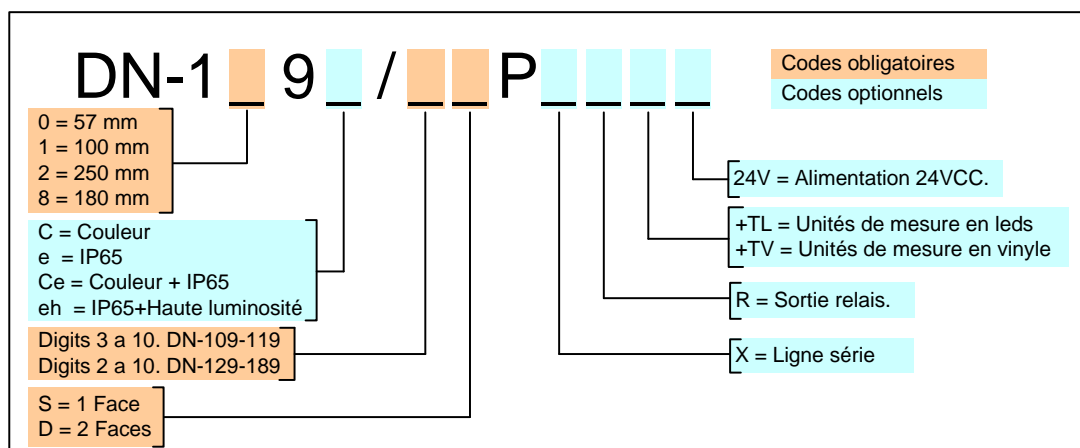 DN-1_ 9_ / _ _ P_ _ _ _
Codes obligatoires
Codes optionnels
0 = 57 mm
1 = 100 mm
2 = 250 mm
8 = 180 mm
C = Couleur
e = IP65
Ce = Couleur + IP65
eh = IP65+Haute luminosité
Digits 3 a 10. DN-109-119
Digits 2 a 10. DN-129-189
S = 1 Face
D = 2 Faces
24V = Alimentation 24VCC.
+TL = Unités de mesure en leds
+TV = Unités de mesure en vinyle
R = Sortie relais.
X = Ligne série